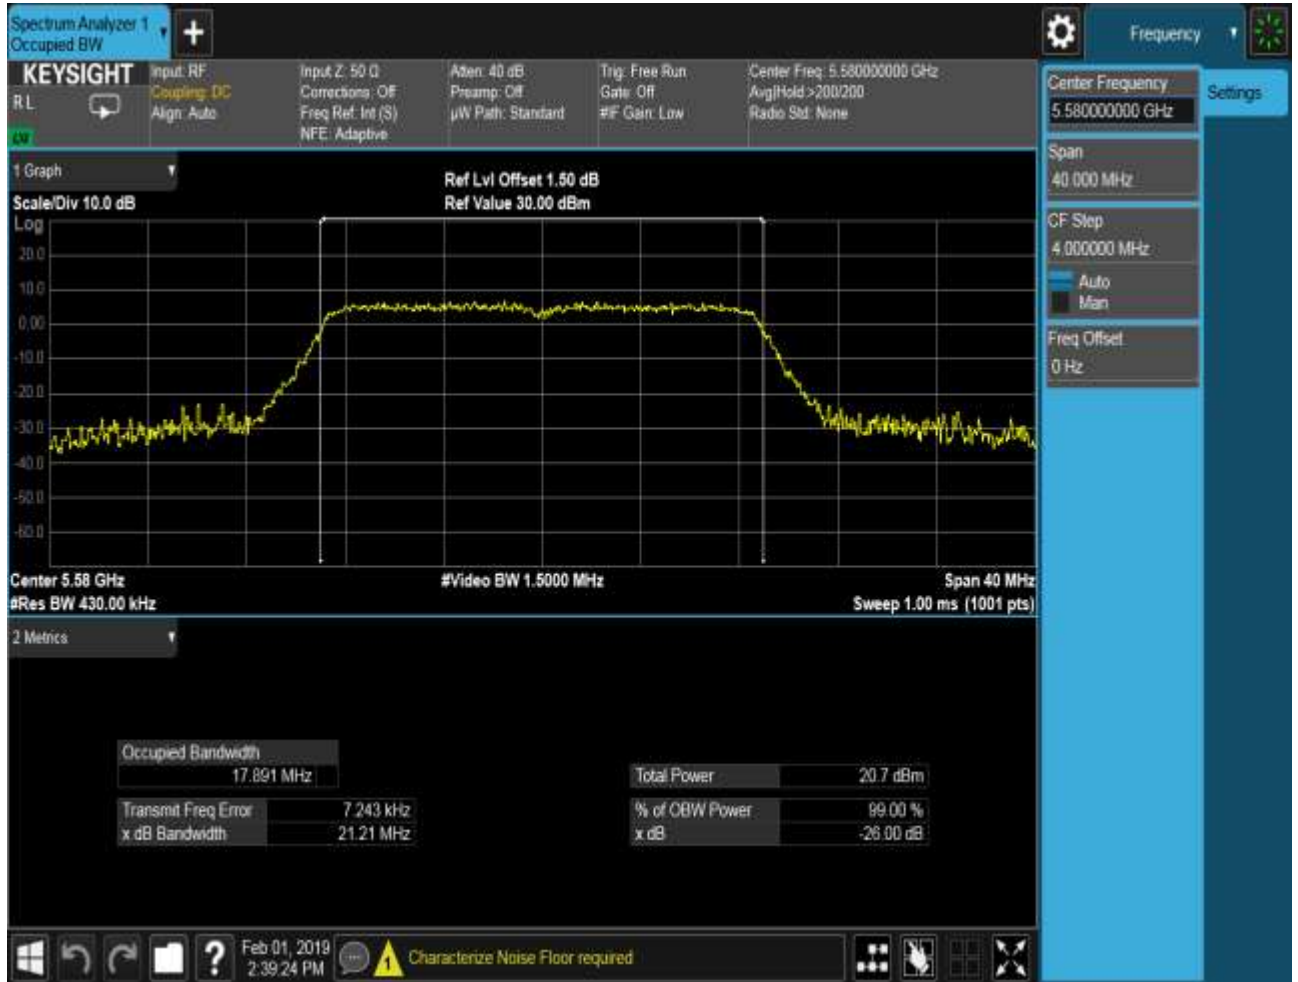 Spectrum Analyzer 1
Occupied BW
Frequency
KEYSIGHT
R L
Input: RF
Coupling: DC
Align: Auto
Input Z: 50 Ω
Corrections: Off
Freq Ref: Int (S)
NFE: Adaptive
Atten: 40 dB
Preamp: Off
µW Path: Standard
Trig: Free Run
Gate: Off
#IF Gain: Low
Center Freq: 5.580000000 GHz
Avg|Hold:>200/200
Radio Std: None
Center Frequency
5.580000000 GHz
Settings
Span
40.000 MHz
CF Step
4.000000 MHz
Auto
Man
Freq Offset
0 Hz
1 Graph
Scale/Div 10.0 dB
Ref Lvl Offset 1.50 dB
Ref Value 30.00 dBm
Log
20.0
10.0
0.00
-10.0
-20.0
-30.0
-40.0
-50.0
-60.0
Center 5.58 GHz
#Video BW 1.5000 MHz
Span 40 MHz
#Res BW 430.00 kHz
Sweep 1.00 ms (1001 pts)
2 Metrics
Occupied Bandwidth
17.891 MHz
Total Power 20.7 dBm
Transmit Freq Error 7.243 kHz
% of OBW Power 99.00 %
x dB Bandwidth 21.21 MHz
x dB -26.00 dB
?
Feb 01, 2019
2:39:24 PM
1
Characterize Noise Floor required